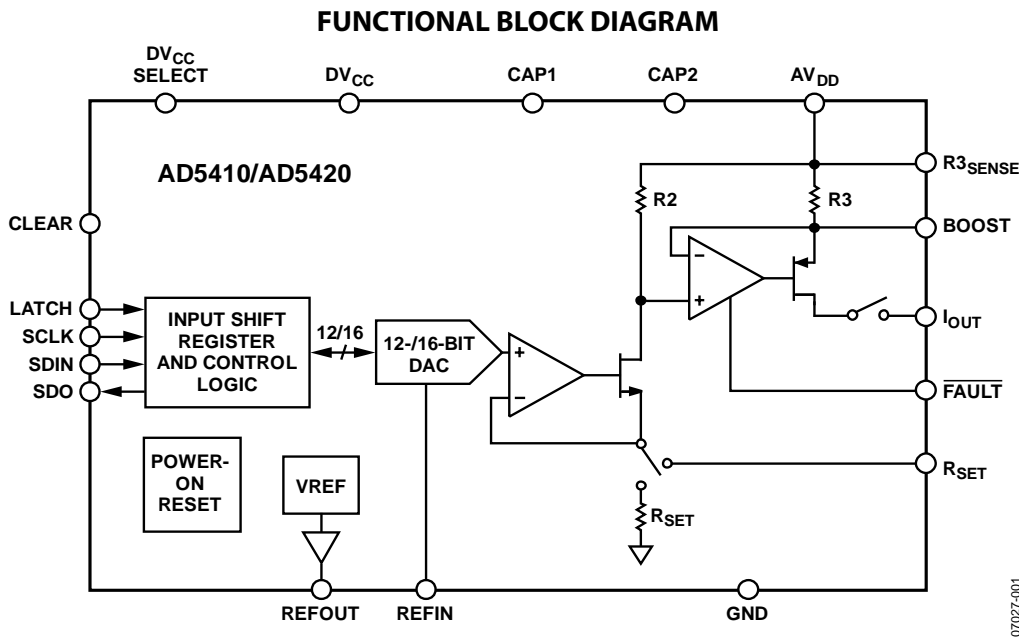 FUNCTIONAL BLOCK DIAGRAM
DVCC
SELECT
DVCC
CAP1
CAP2
AVDD
AD5410/AD5420
R2
R3
R3SENSE
BOOST
CLEAR
LATCH
SCLK
SDIN
SDO
INPUT SHIFT
REGISTER
AND CONTROL
LOGIC
12/16
12-/16-BIT
DAC
+
−
−
+
IOUT
FAULT
RSET
RSET
POWER-
ON
RESET
VREF
REFOUT
REFIN
GND
07027-001